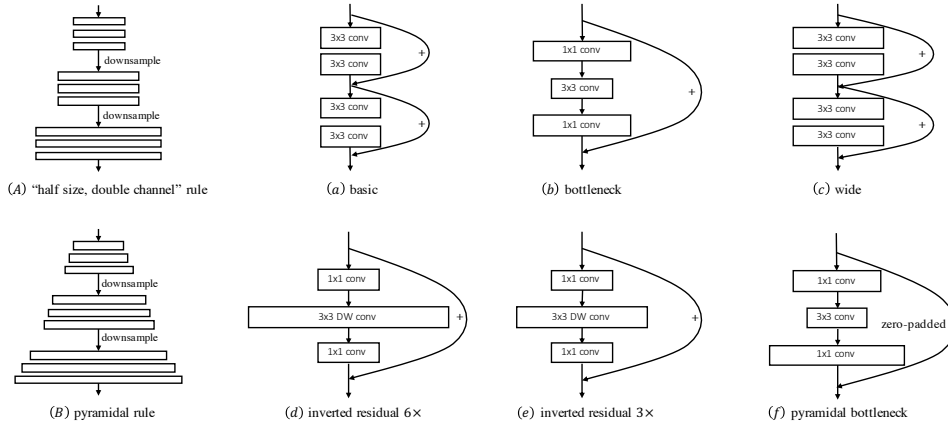 downsample
downsample
(A) “half size, double channel” rule
3x3 conv
3x3 conv
+
3x3 conv
3x3 conv
+
(a) basic
1x1 conv
3x3 conv
1x1 conv
+
(b) bottleneck
3x3 conv
3x3 conv
+
3x3 conv
3x3 conv
+
(c) wide
downsample
downsample
(B) pyramidal rule
1x1 conv
3x3 DW conv
1x1 conv
+
(d) inverted residual 6×
1x1 conv
3x3 DW conv
1x1 conv
+
(e) inverted residual 3×
1x1 conv
3x3 conv
1x1 conv
zero-padded
(f) pyramidal bottleneck